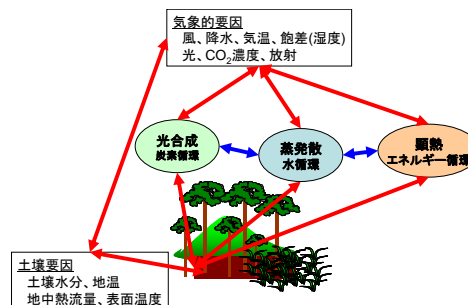 気象的要因
風、降水、気温、飽差(湿度)
光、CO₂濃度、放射
光合成
炭素循環
蒸発散
水循環
顕熱
エネルギー循環
土壌要因
土壌水分、地温
地中熱流量、表面温度